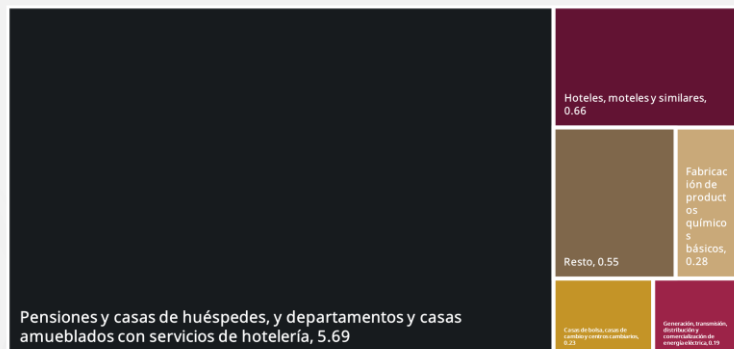 Pensiones y casas de huéspedes, y departamentos y casas
amueblados con servicios de hotelería, 5.69
Hoteles, moteles y similares,
0.66
Resto, 0.55
Fabricac
ión de
product
os
químico
s
básicos,
0.28
Casas de bolsa, casas de
cambio y centros cambiarios,
0.23
Generación, transmisión,
distribución y
comercialización de
energía eléctrica, 0.19